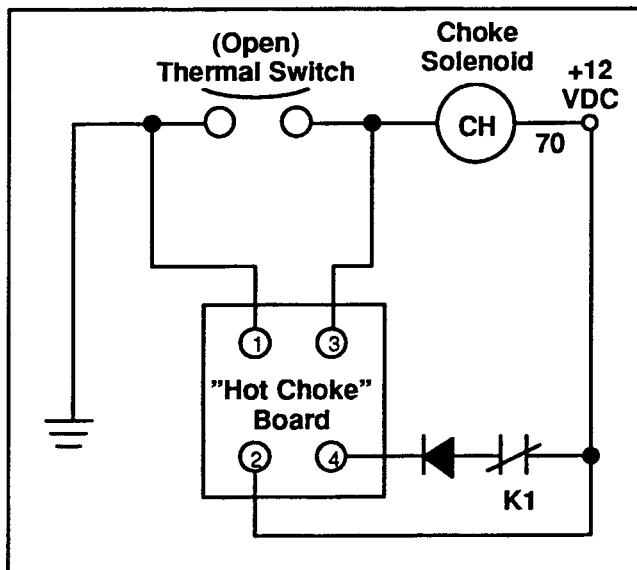 (Open)
Thermal Switch
Choke
Solenoid
+12
VDC
CH
70
1
3
"Hot Choke"
Board
2
4
K1